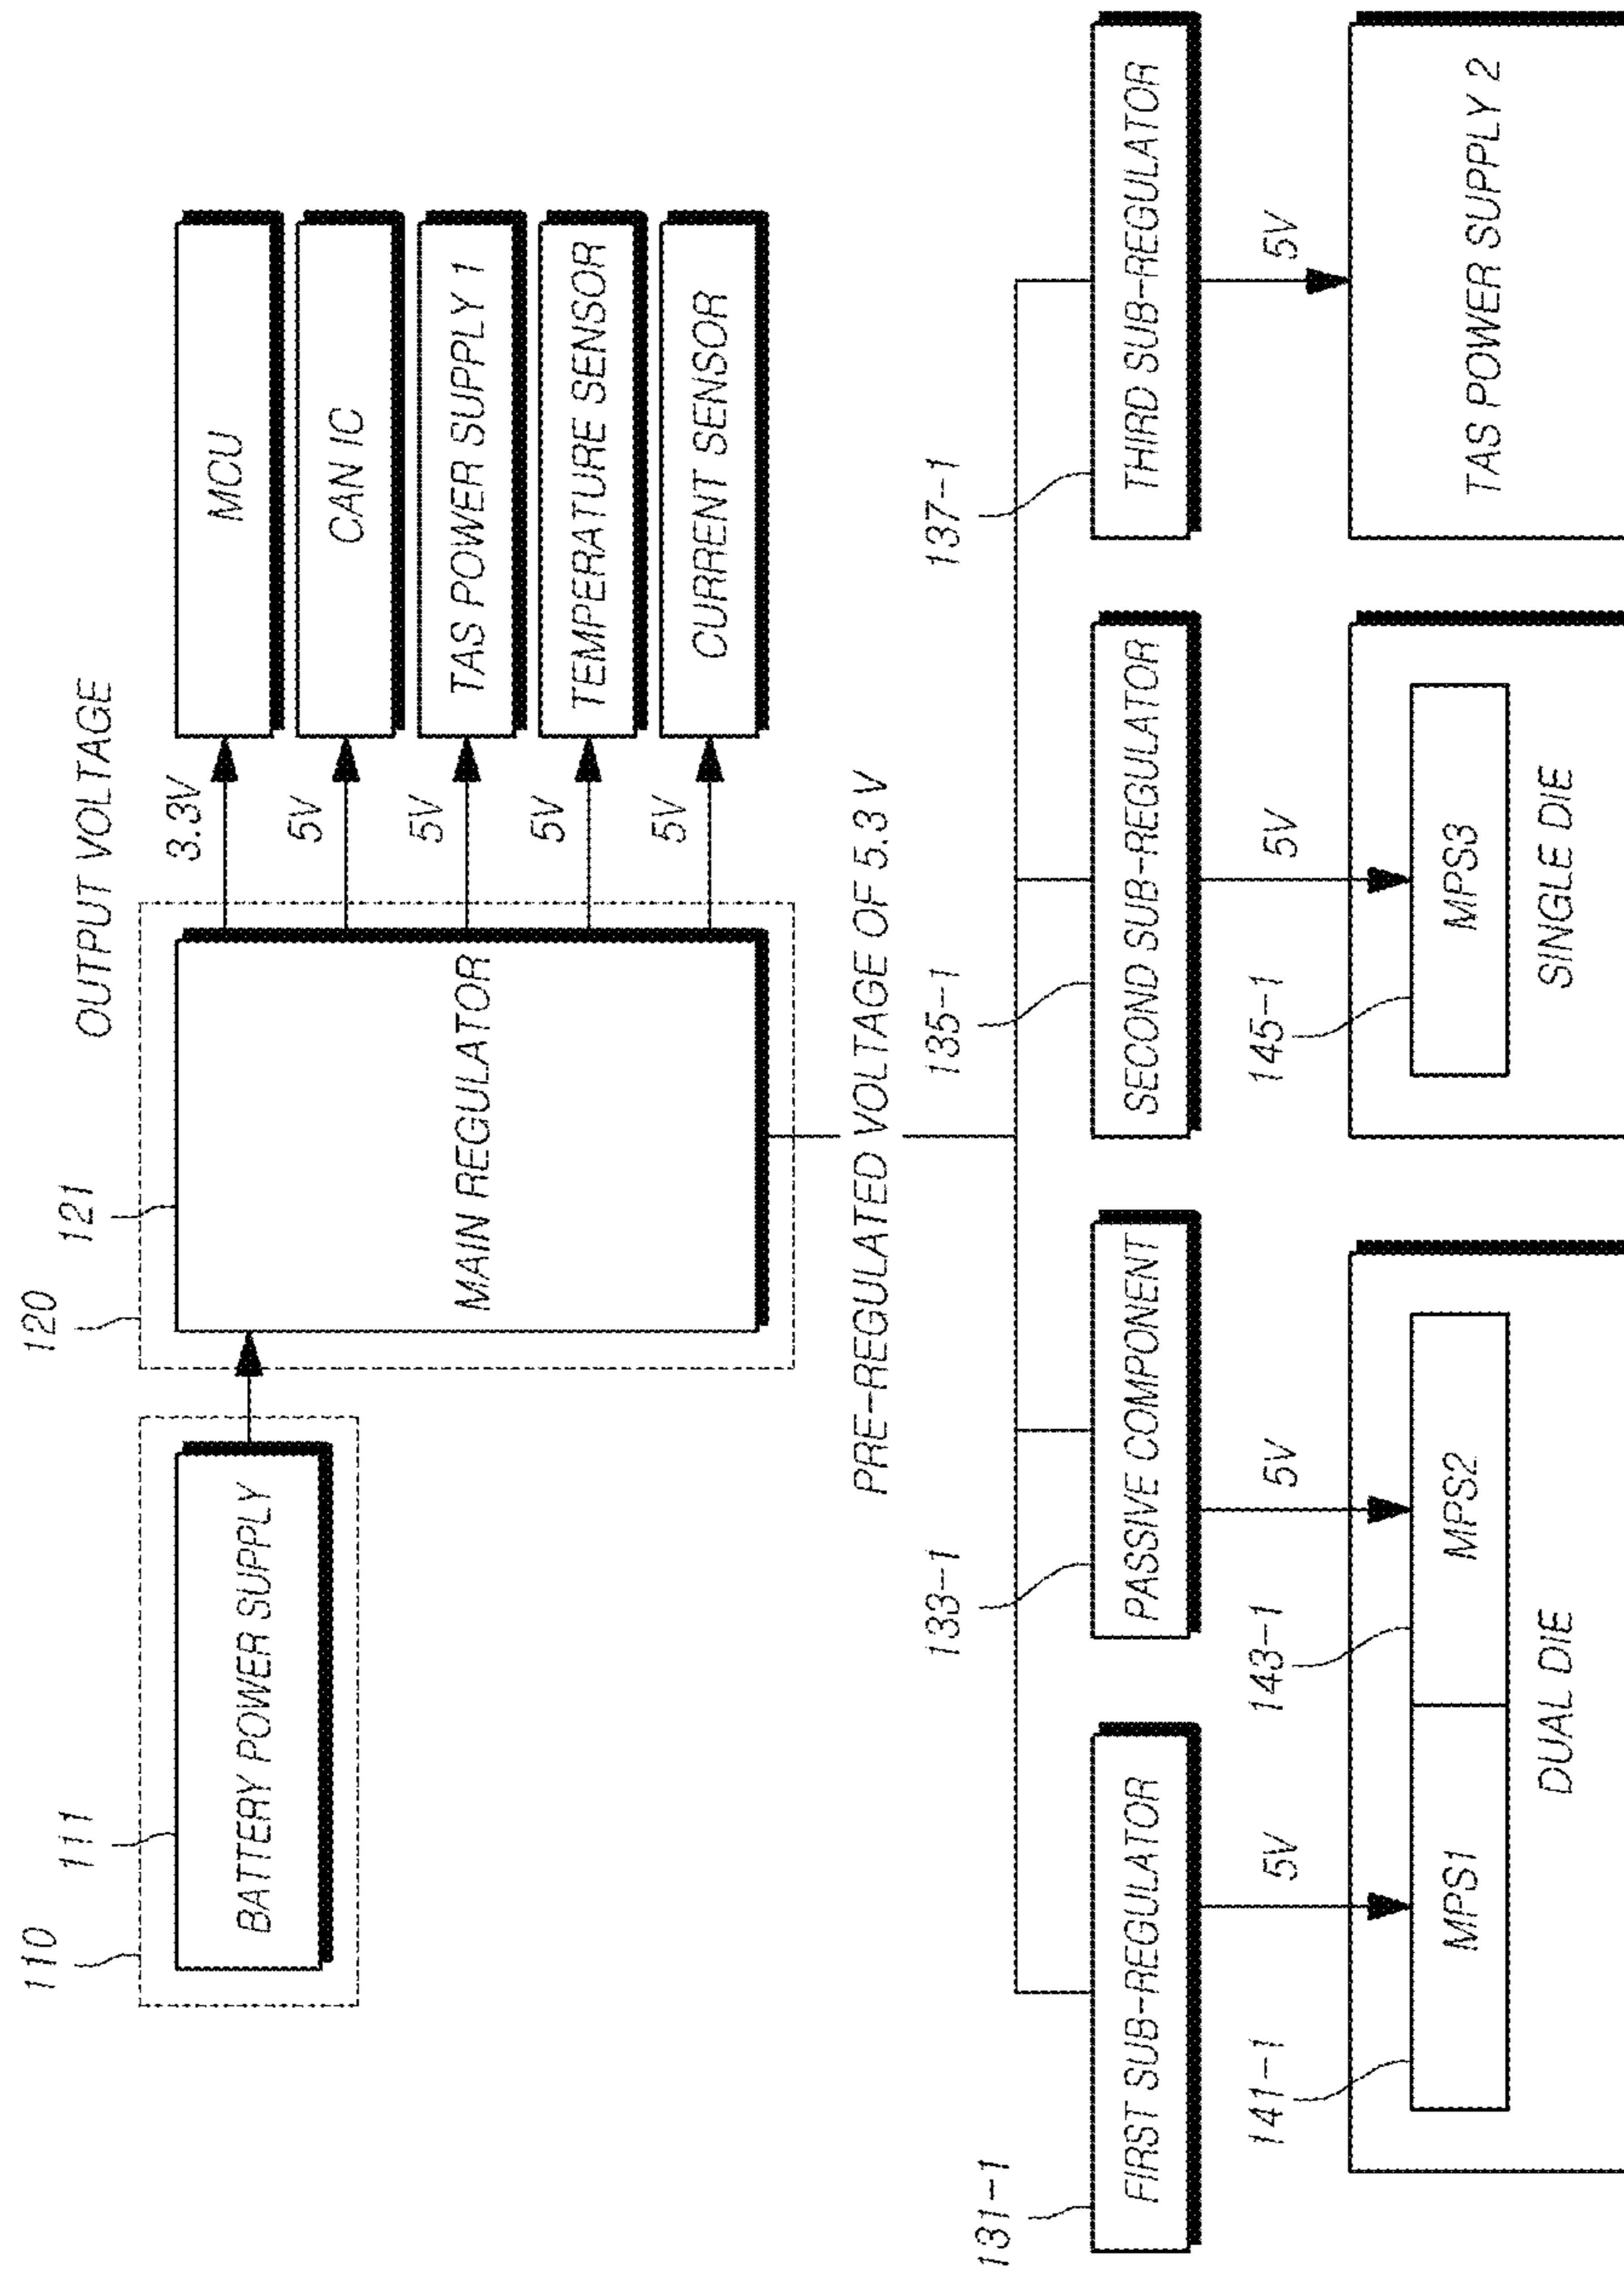 110
111
BATTERY POWER SUPPLY
120
121
MAIN REGULATOR
OUTPUT VOLTAGE
3.3V
MCU
5V
CAN IC
5V
TAS POWER SUPPLY 1
5V
TEMPERATURE SENSOR
5V
CURRENT SENSOR
PRE-REGULATED VOLTAGE OF 5.3 V
131-1
FIRST SUB-REGULATOR
133-1
PASSIVE COMPONENT
135-1
SECOND SUB-REGULATOR
137-1
THIRD SUB-REGULATOR
141-1
5V
143-1
5V
145-1
5V
5V
MPS1
MPS2
MPS3
TAS POWER SUPPLY 2
DUAL DIE
SINGLE DIE